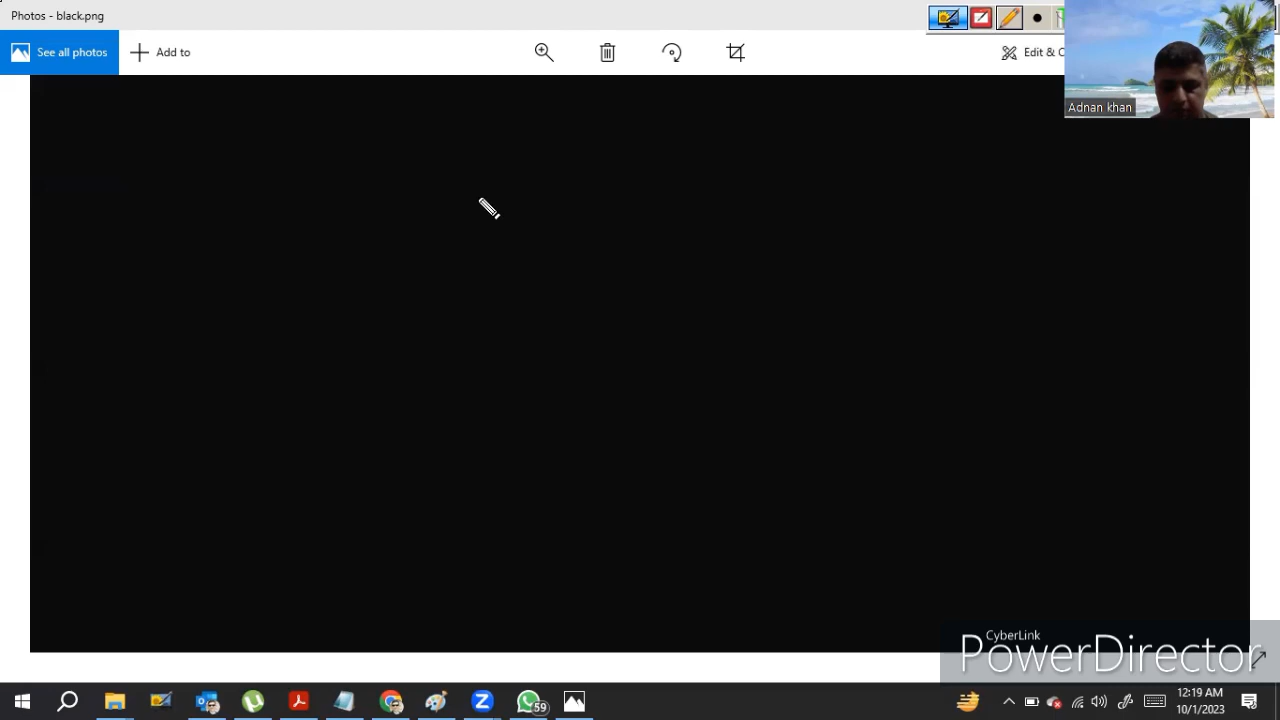 Photos - black.png
See all photos
Add to
Edit & C
Adnan khan
CyberLink
PowerDirector
59
12:19 AM
10/1/2023